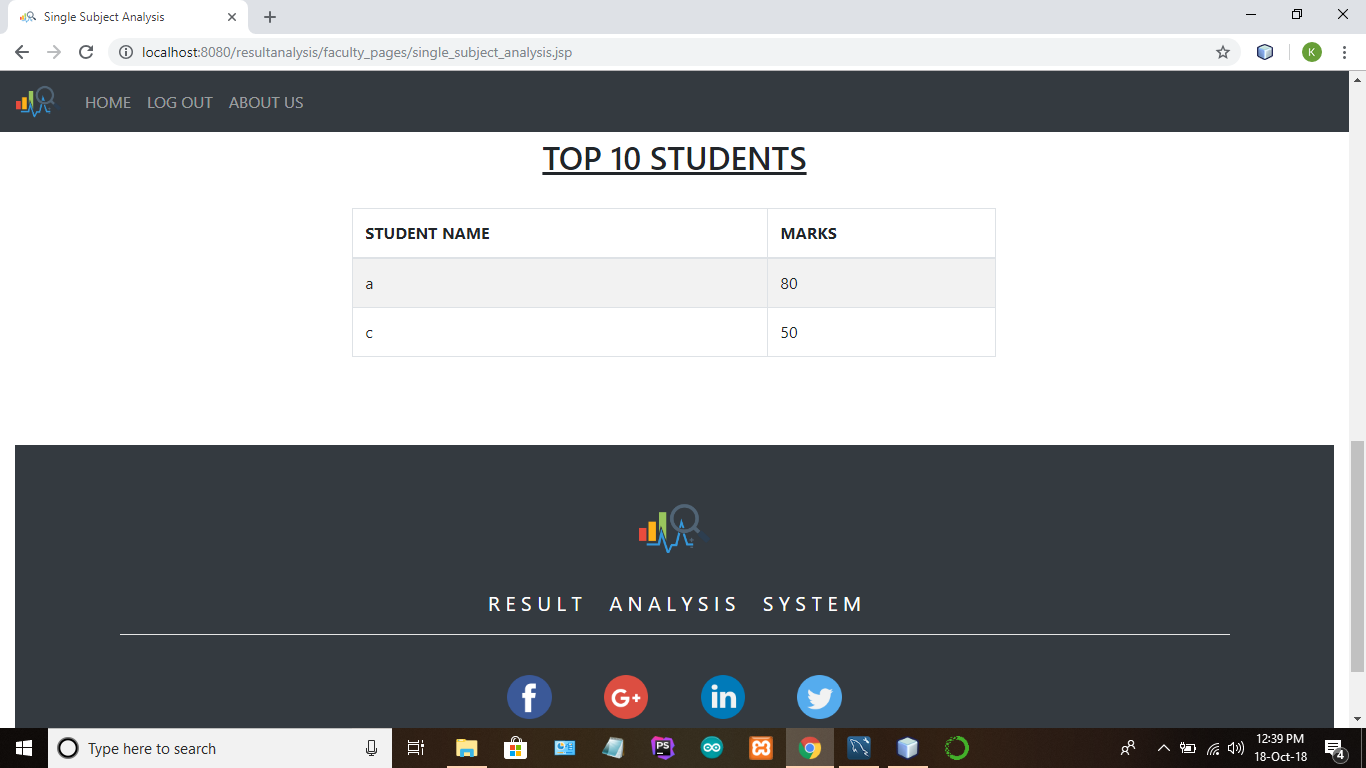 Single Subject Analysis
localhost:8080/resultanalysis/faculty_pages/single_subject_analysis.jsp
K
HOME LOG OUT ABOUT US
TOP 10 STUDENTS
STUDENT NAME MARKS
a 80
c 50
RESULT ANALYSIS SYSTEM
f G+ in
Type here to search
PS
12:39 PM
18-Oct-18
4